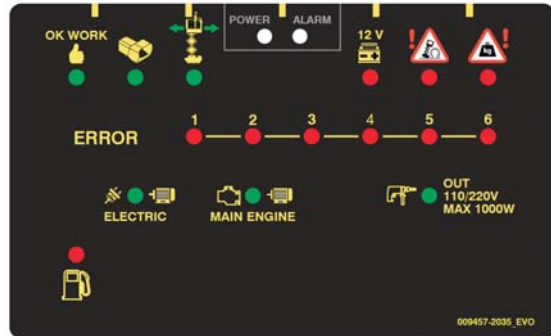 POWER ALARM
OK WORK
12 V
! !
1 2 3 4 5 6
ERROR
ELECTRIC
MAIN ENGINE
OUT
110/220V
MAX 1000W
kg
009457-2035_EVO